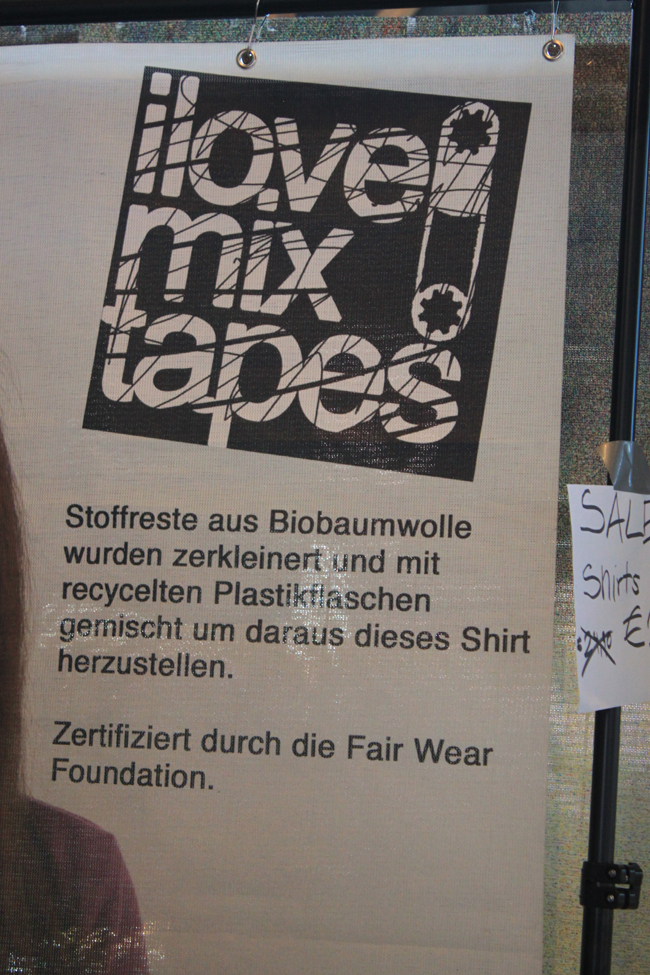 ilove
mix
tapes
Stoffreste aus Biobaumwolle
wurden zerkleinert und mit
recycelten Plastikflaschen
gemischt um daraus dieses Shirt
herzustellen.
Zertifiziert durch die Fair Wear
Foundation.
SALE
Shirts
€